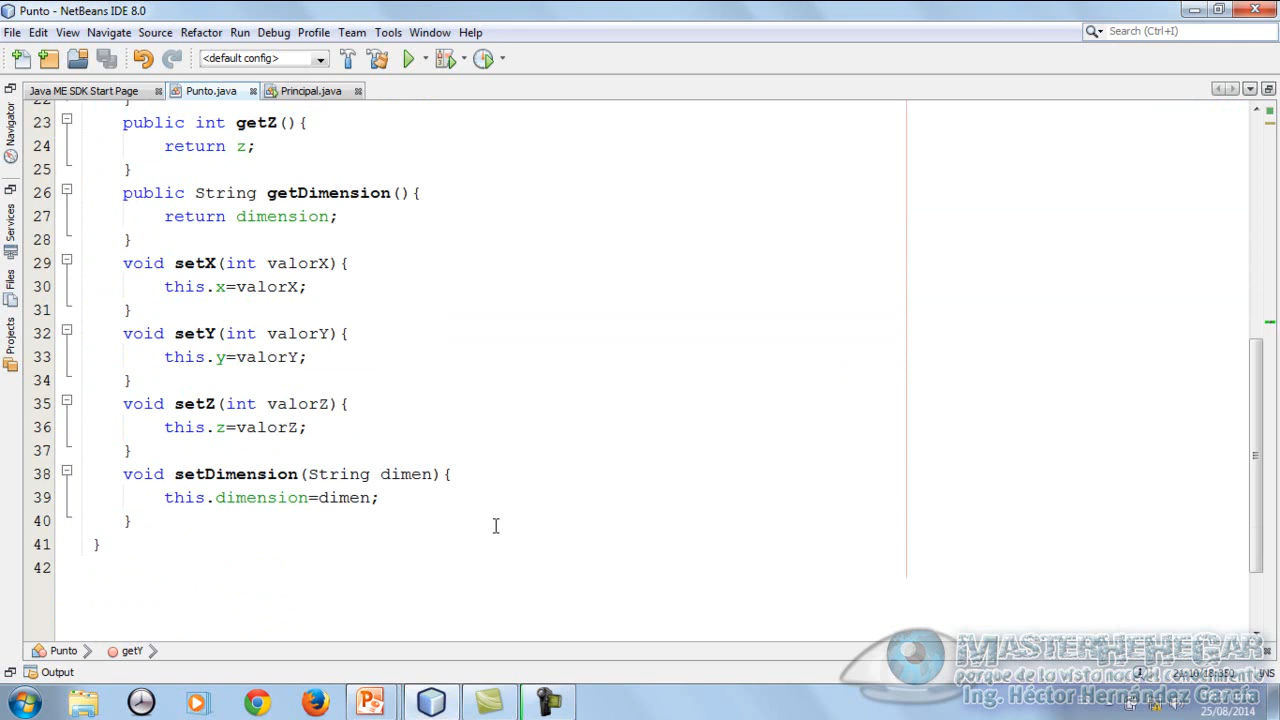 Punto - NetBeans IDE 8.0
File Edit View Navigate Source Refactor Run Debug Profile Team Tools Window Help
Search (Ctrl+I)
<default config>
Java ME SDK Start Page
Punto.java
Principal.java
Navigator
Services
Files
Projects
22 }
23 public int getZ(){
24 return z;
25 }
26 public String getDimension(){
27 return dimension;
28 }
29 void setX(int valorX){
30 this.x=valorX;
31 }
32 void setY(int valorY){
33 this.y=valorY;
34 }
35 void setZ(int valorZ){
36 this.z=valorZ;
37 }
38 void setDimension(String dimen){
39 this.dimension=dimen;
40 }
41 }
42
Punto getY
Output
MASTERHEHEGAR
porque de la vista nace el conocimiento
Ing. Héctor Hernández García
INS
25/08/2014